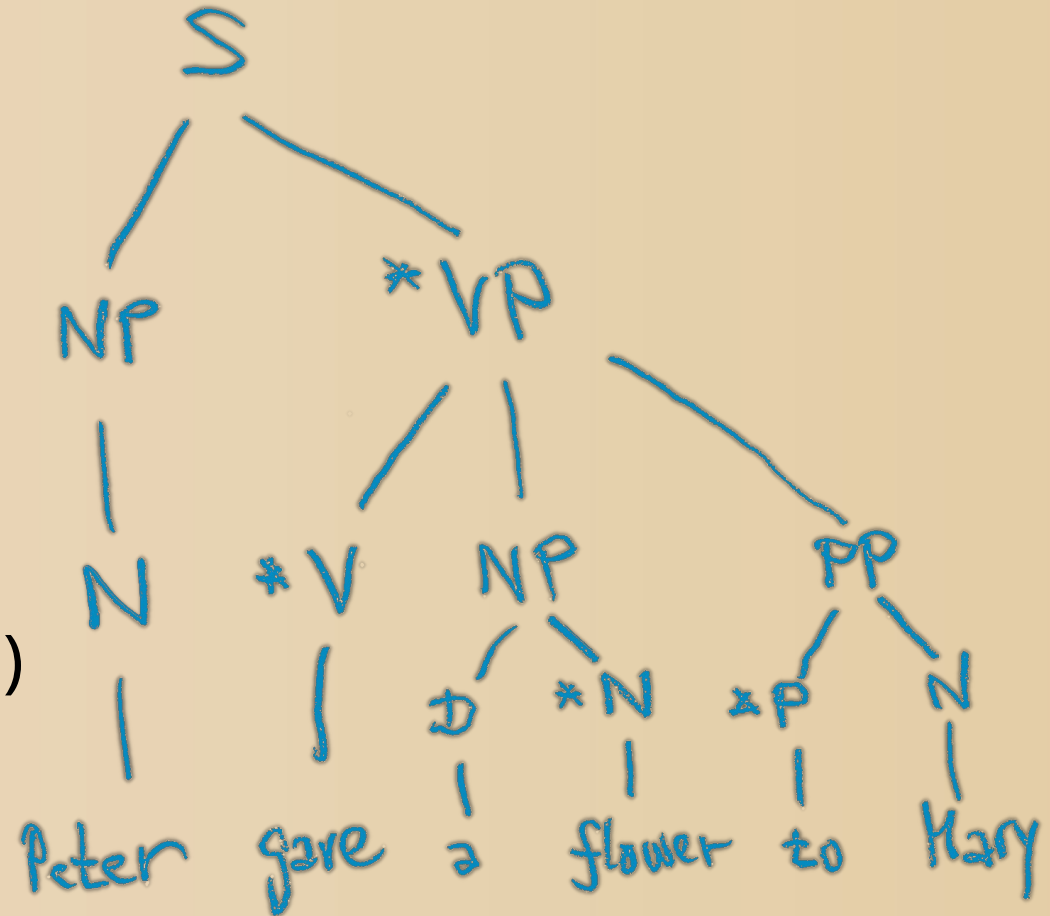 S
NP *VP
N *V NP PP
)
D *N *P N
Peter gave a flower to Mary